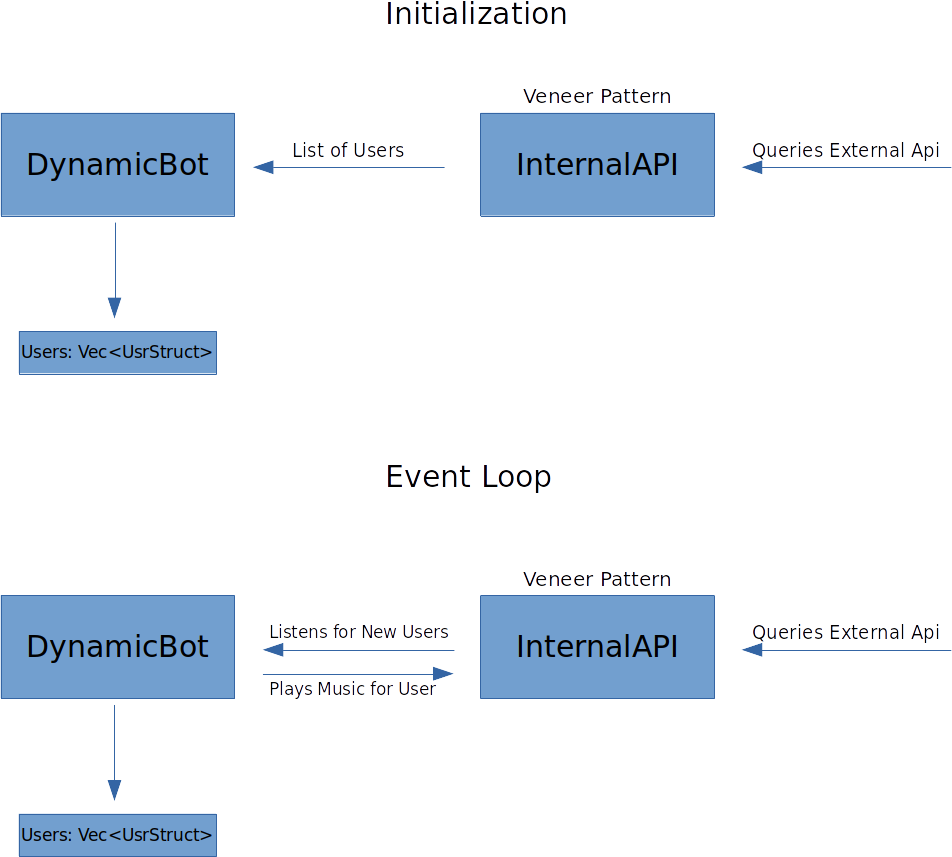 Initialization
Veneer Pattern
DynamicBot
List of Users
InternalAPI
Queries External Api
Users: Vec<UsrStruct>
Event Loop
Veneer Pattern
DynamicBot
Listens for New Users
Plays Music for User
InternalAPI
Queries External Api
Users: Vec<UsrStruct>